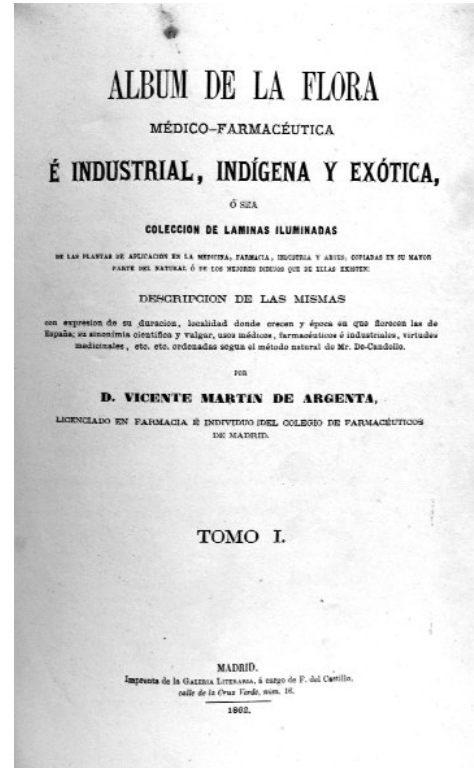 ALBUM DE LA FLORA
MÉDICO-FARMACÉUTICA
É INDUSTRIAL, INDÍGENA Y EXÓTICA,
Ó SEA
COLECCION DE LAMINAS ILUMINADAS
DE LAS PLANTAS DE APLICACION EN LA MEDICINA, FARMACIA, INDUSTRIA Y ARTES; COPIADAS EN SU MAYOR
PARTE DEL NATURAL Ó DE LOS MEJORES DIBUJOS QUE DE ELLAS EXISTEN:
DESCRIPCION DE LAS MISMAS
con expresion de su duracion, localidad donde crecen y época en que florecen las de
España; su sinonimia científica y vulgar, usos médicos, farmacéuticos é industriales, virtudes
medicinales, etc. etc. ordenadas segun el método natural de Mr. De-Candolle.
POR
D. VICENTE MARTIN DE ARGENTA,
LICENCIADO EN FARMACIA É INDIVIDUO DEL COLEGIO DE FARMACÉUTICOS
DE MADRID.
TOMO I.
MADRID.
Imprenta de la GALERIA LITERARIA, á cargo de F. del Castillo,
calle de la Cruz Verde, núm. 16.
1862.